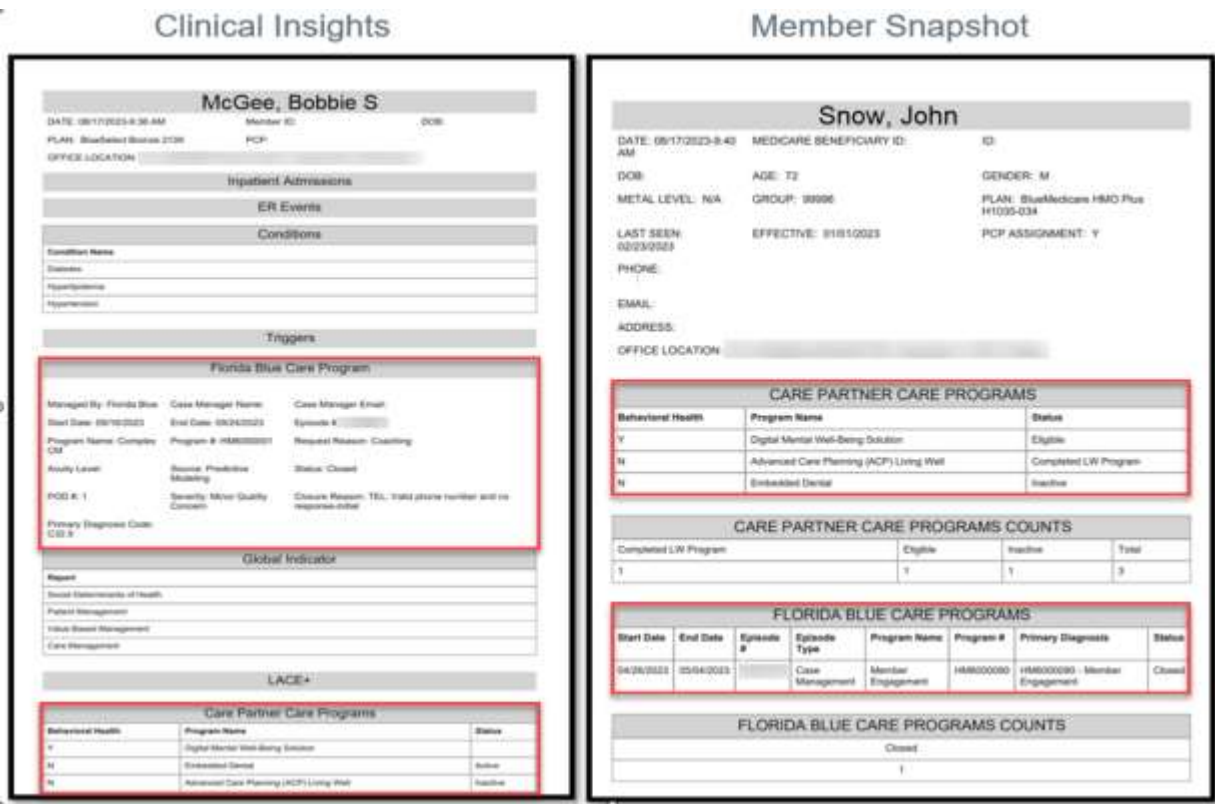 Clinical Insights
McGee, Bobbie S
DATE: 08/17/2023-8:36 AM Member ID: DOB:
PLAN: BlueSelect Bronze PCP:
OFFICE LOCATION:
Inpatient Admissions
ER Events
Conditions
Condition Name
Diabetes
Hyperlipidemia
Hypertension
Triggers
Florida Blue Care Program
Managed By: Florida Blue Case Manager Name: Case Manager Email:
Start Date: End Date: Episode #:
Program Name: Complex CM Program #: Request Reason: Coaching
Acuity Level: Source: Predictive Modeling Status: Closed
POD #: 1 Severity: Minor Quality Concern Closure Reason: TEL: Valid phone number and no response-initial
Primary Diagnosis Code:
Global Indicator
Report
Social Determinants of Health
Patient Management
Value Based Management
Care Management
LACE+
Care Partner Care Programs
Behavioral Health Program Name Status
Y Digital Mental Well-Being Solution
N Embedded Dental Active
N Advanced Care Planning (ACP) Living Well Inactive
Member Snapshot
Snow, John
DATE: 08/17/2023-9:40 AM MEDICARE BENEFICIARY ID: ID:
DOB: AGE: 72 GENDER: M
METAL LEVEL: N/A GROUP: 99996 PLAN: BlueMedicare HMO Plus H1035-034
LAST SEEN: 02/23/2023 EFFECTIVE: 01/01/2023 PCP ASSIGNMENT: Y
PHONE:
EMAIL:
ADDRESS:
OFFICE LOCATION:
CARE PARTNER CARE PROGRAMS
Behavioral Health Program Name Status
Y Digital Mental Well-Being Solution Eligible
N Advanced Care Planning (ACP) Living Well Completed LW Program
N Embedded Dental Inactive
CARE PARTNER CARE PROGRAMS COUNTS
Completed LW Program Eligible Inactive Total
1 1 1 3
FLORIDA BLUE CARE PROGRAMS
Start Date End Date Episode # Episode Type Program Name Program # Primary Diagnosis Status
04/28/2023 05/04/2023 Case Management Member Engagement HM6000090 HM6000090 - Member Engagement Closed
FLORIDA BLUE CARE PROGRAMS COUNTS
Closed
1